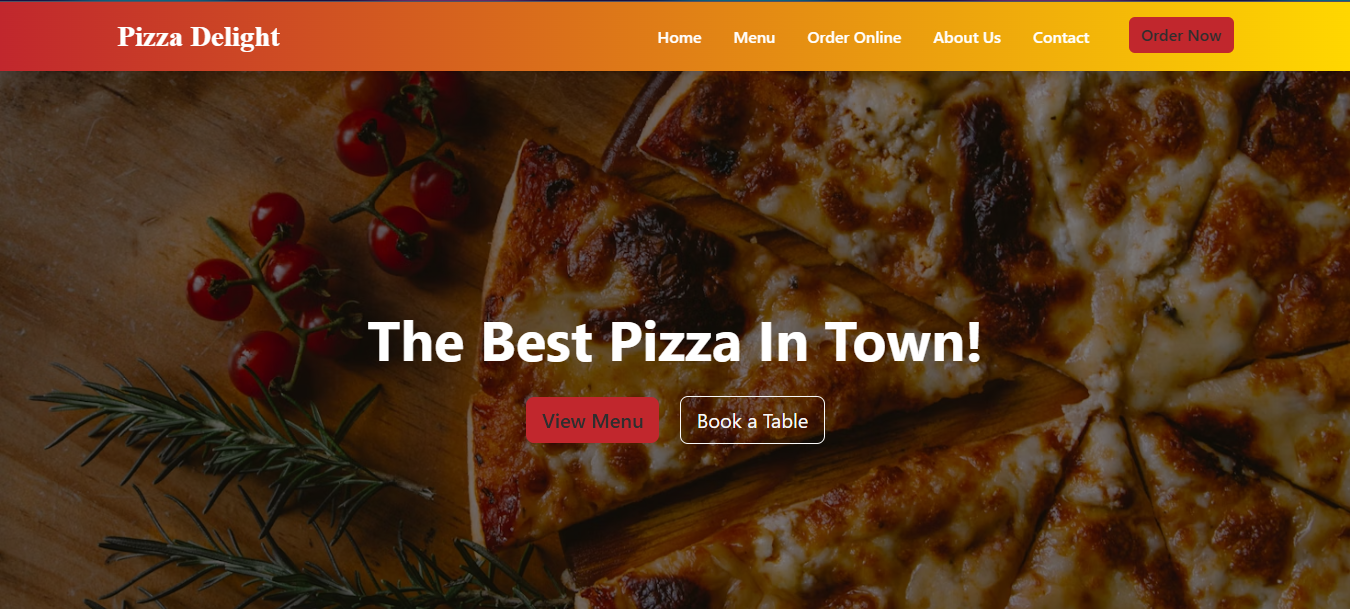 Pizza Delight
Home Menu Order Online About Us Contact Order Now
The Best Pizza In Town!
View Menu Book a Table